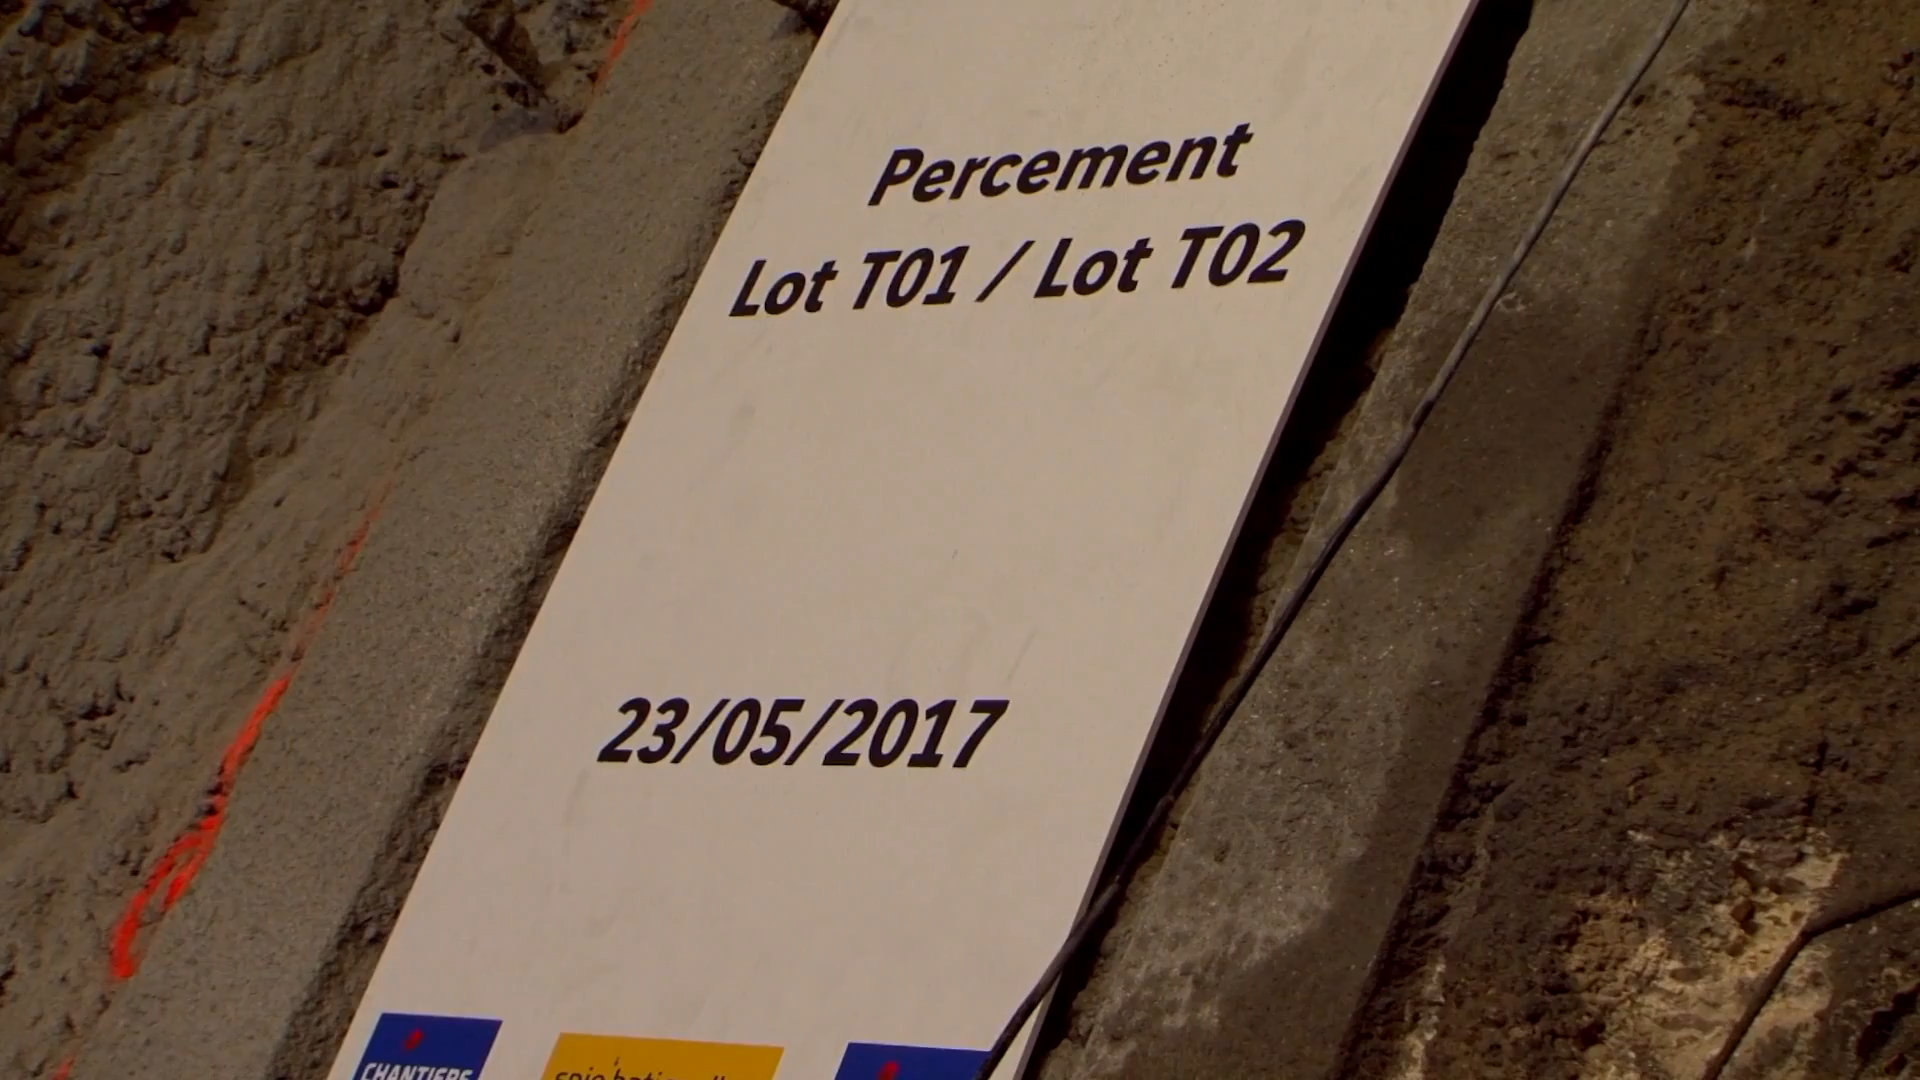 Percement
Lot T01 / Lot T02
23/05/2017
CHANTIERS